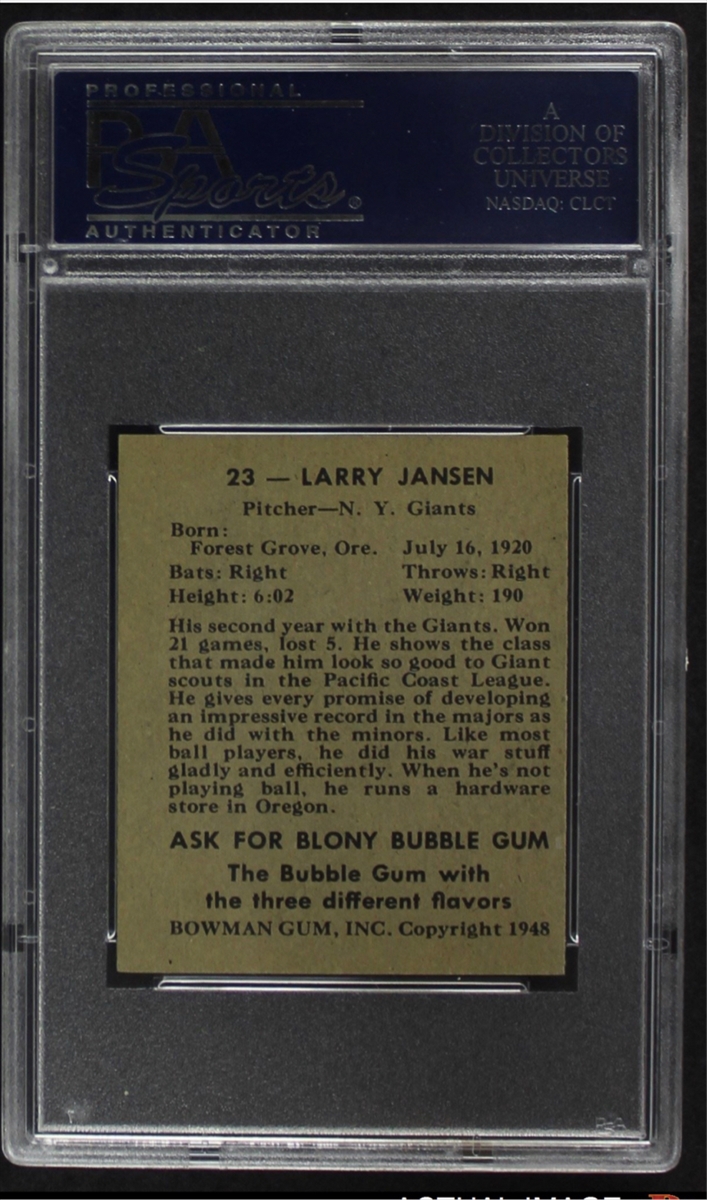 PROFESSIONAL
PSA
Sports
AUTHENTICATOR
A
DIVISION OF
COLLECTORS
UNIVERSE
NASDAQ: CLCT
23 — LARRY JANSEN
Pitcher—N. Y. Giants
Born:
Forest Grove, Ore. July 16, 1920
Bats: Right Throws: Right
Height: 6:02 Weight: 190
His second year with the Giants. Won
21 games, lost 5. He shows the class
that made him look so good to Giant
scouts in the Pacific Coast League.
He gives every promise of developing
an impressive record in the majors as
he did with the minors. Like most
ball players, he did his war stuff
gladly and efficiently. When he's not
playing ball, he runs a hardware
store in Oregon.
ASK FOR BLONY BUBBLE GUM
The Bubble Gum with
the three different flavors
BOWMAN GUM, INC. Copyright 1948
PSA